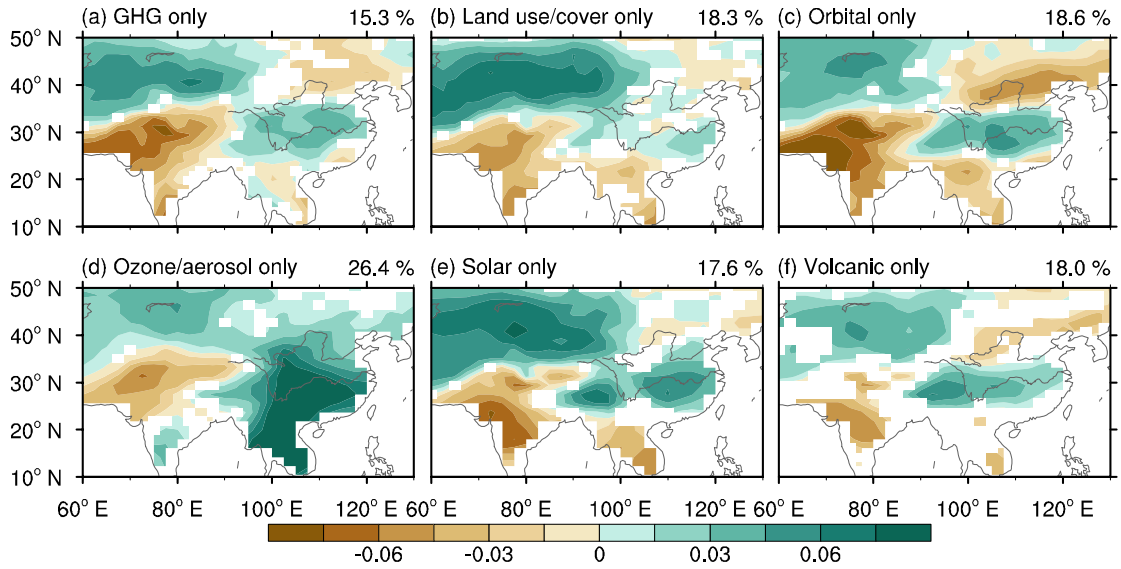 (a) GHG only 15.3 % (b) Land use/cover only 18.3 % (c) Orbital only 18.6 %
50° N
40° N
30° N
20° N
10° N
(d) Ozone/aerosol only 26.4 % (e) Solar only 17.6 % (f) Volcanic only 18.0 %
50° N
40° N
30° N
20° N
10° N
60° E 80° E 100° E 120° E 60° E 80° E 100° E 120° E 60° E 80° E 100° E 120° E
-0.06 -0.03 0 0.03 0.06